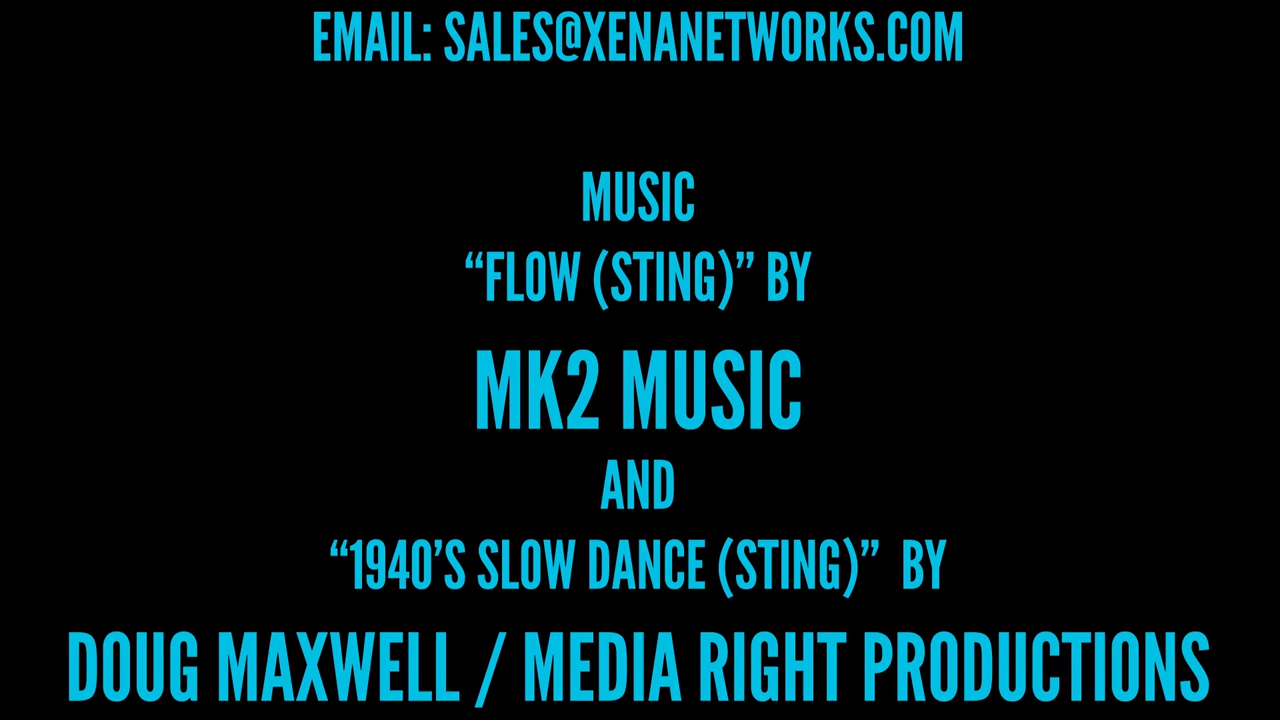 EMAIL: SALES@XENANETWORKS.COM
MUSIC
“FLOW (STING)” BY
MK2 MUSIC
AND
“1940’S SLOW DANCE (STING)” BY
DOUG MAXWELL / MEDIA RIGHT PRODUCTIONS